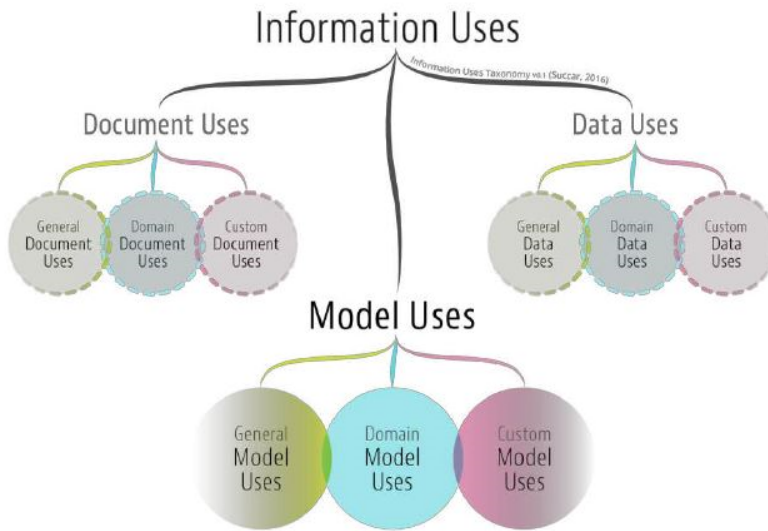 Information Uses
Information Uses Taxonomy v0.1 (Succar, 2016)
Document Uses
General
Document
Uses
Domain
Document
Uses
Custom
Document
Uses
Data Uses
General
Data
Uses
Domain
Data
Uses
Custom
Data
Uses
Model Uses
General
Model
Uses
Domain
Model
Uses
Custom
Model
Uses